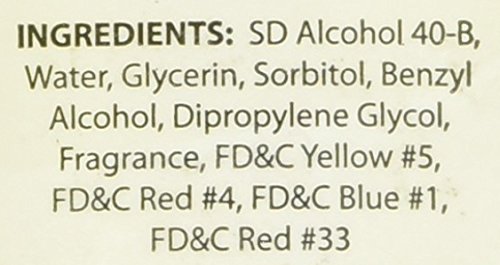 INGREDIENTS: SD Alcohol 40-B,
Water, Glycerin, Sorbitol, Benzyl
Alcohol, Dipropylene Glycol,
Fragrance, FD&C Yellow #5,
FD&C Red #4, FD&C Blue #1,
FD&C Red #33